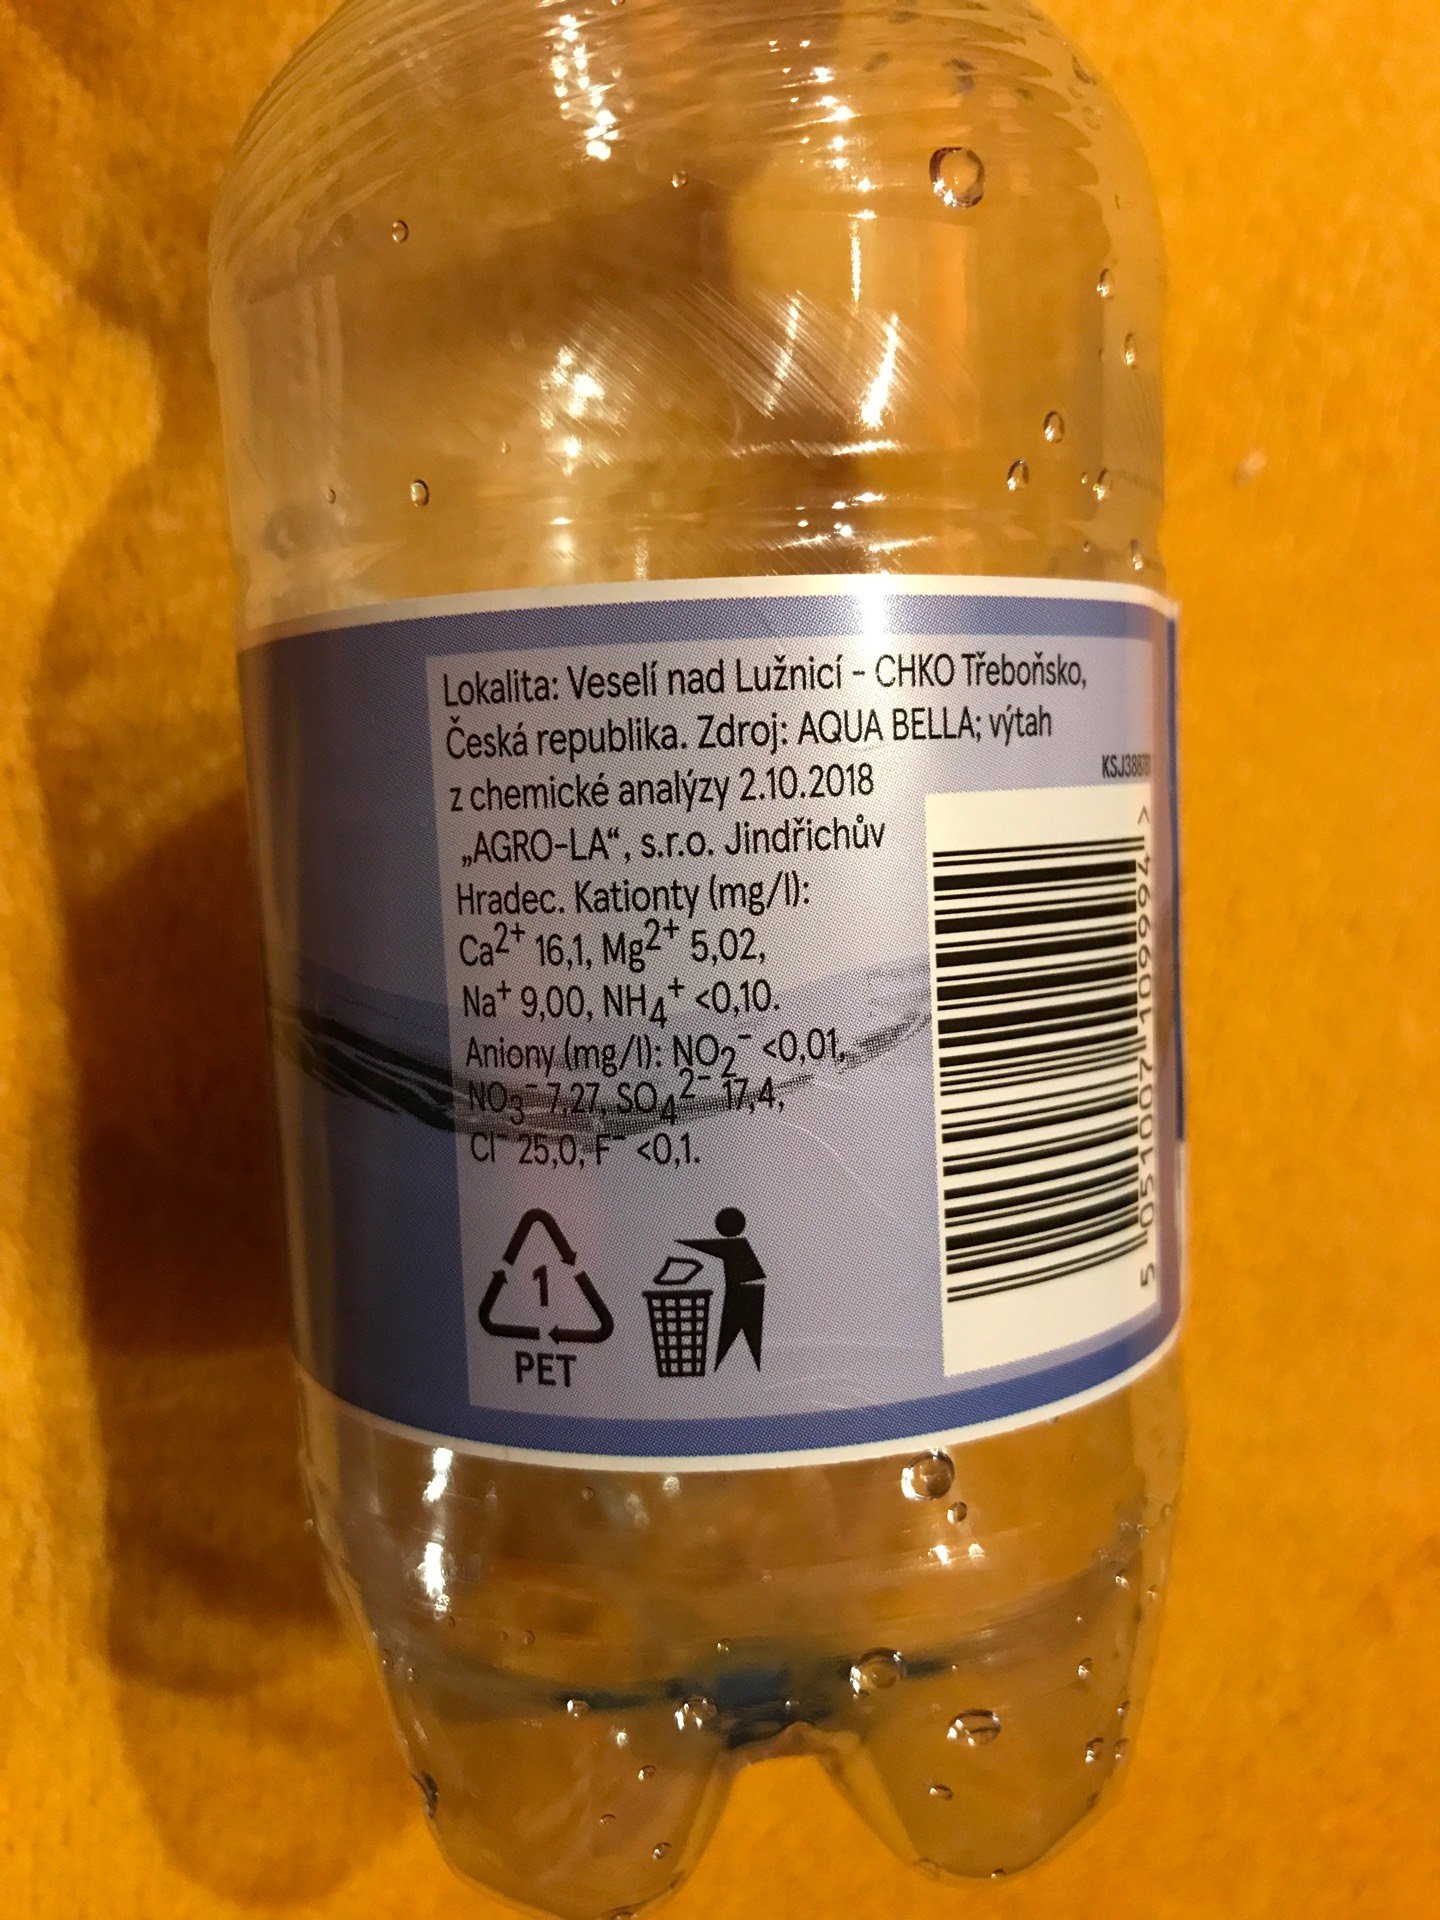 Lokalita: Veselí nad Lužnicí - CHKO Třeboňsko,
Česká republika. Zdroj: AQUA BELLA; výtah
z chemické analýzy 2.10.2018
„AGRO-LA“, s.r.o. Jindřichův
Hradec. Kationty (mg/l):
Ca²⁺ 16,1, Mg²⁺ 5,02,
Na⁺ 9,00, NH₄⁺ <0,10.
Aniony (mg/l): NO₂⁻ <0,01,
NO₃⁻ 7,27, SO₄²⁻ 17,4,
Cl⁻ 25,0, F⁻ <0,1.
1
PET
5 051007 109994 >